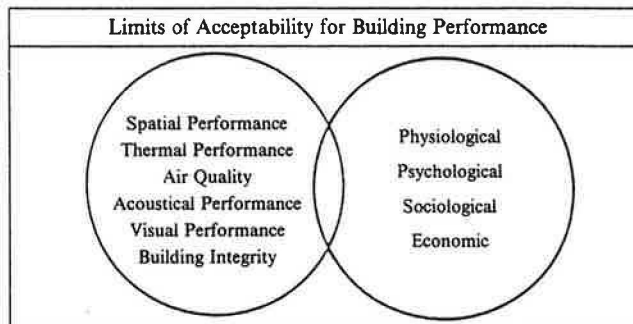 Limits of Acceptability for Building Performance
Spatial Performance
Thermal Performance
Air Quality
Acoustical Performance
Visual Performance
Building Integrity
Physiological
Psychological
Sociological
Economic